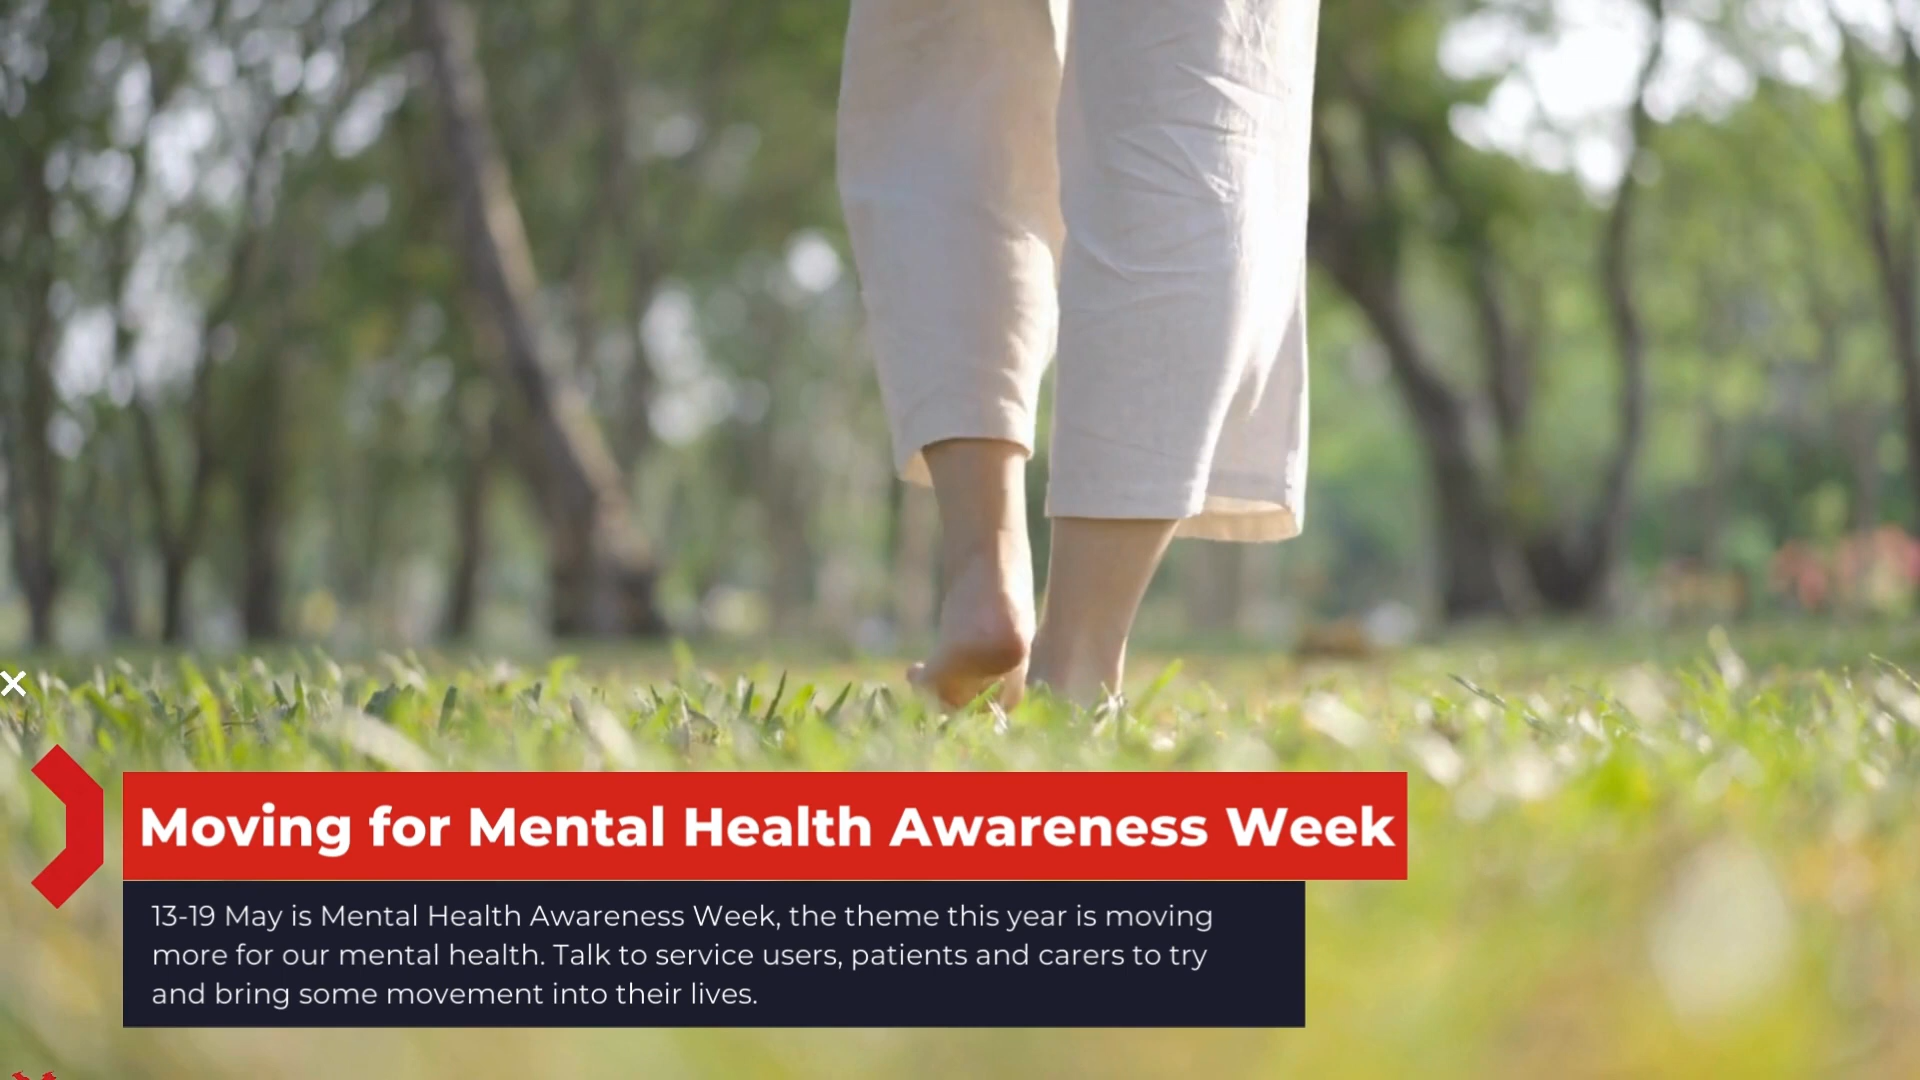 Moving for Mental Health Awareness Week
13-19 May is Mental Health Awareness Week, the theme this year is moving
more for our mental health. Talk to service users, patients and carers to try
and bring some movement into their lives.